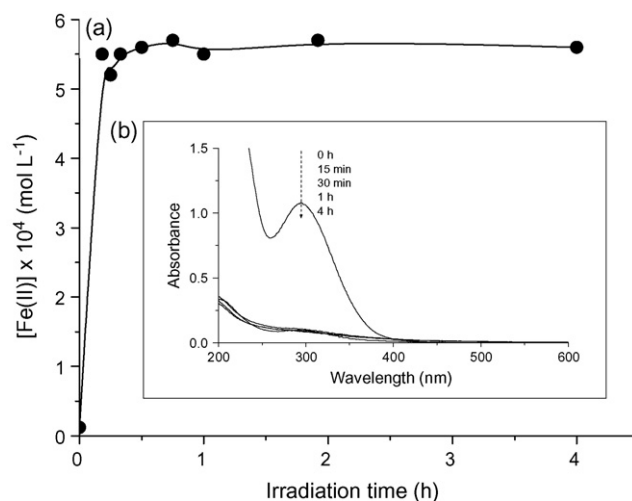 (a)
[Fe(II)] x 10⁴ (mol L⁻¹)
6
5
4
3
2
1
0
(b)
Absorbance
1.5
1.0
0.5
0.0
0 h
15 min
30 min
1 h
4 h
200 300 400 500 600
Wavelength (nm)
0 1 2 3 4
Irradiation time (h)